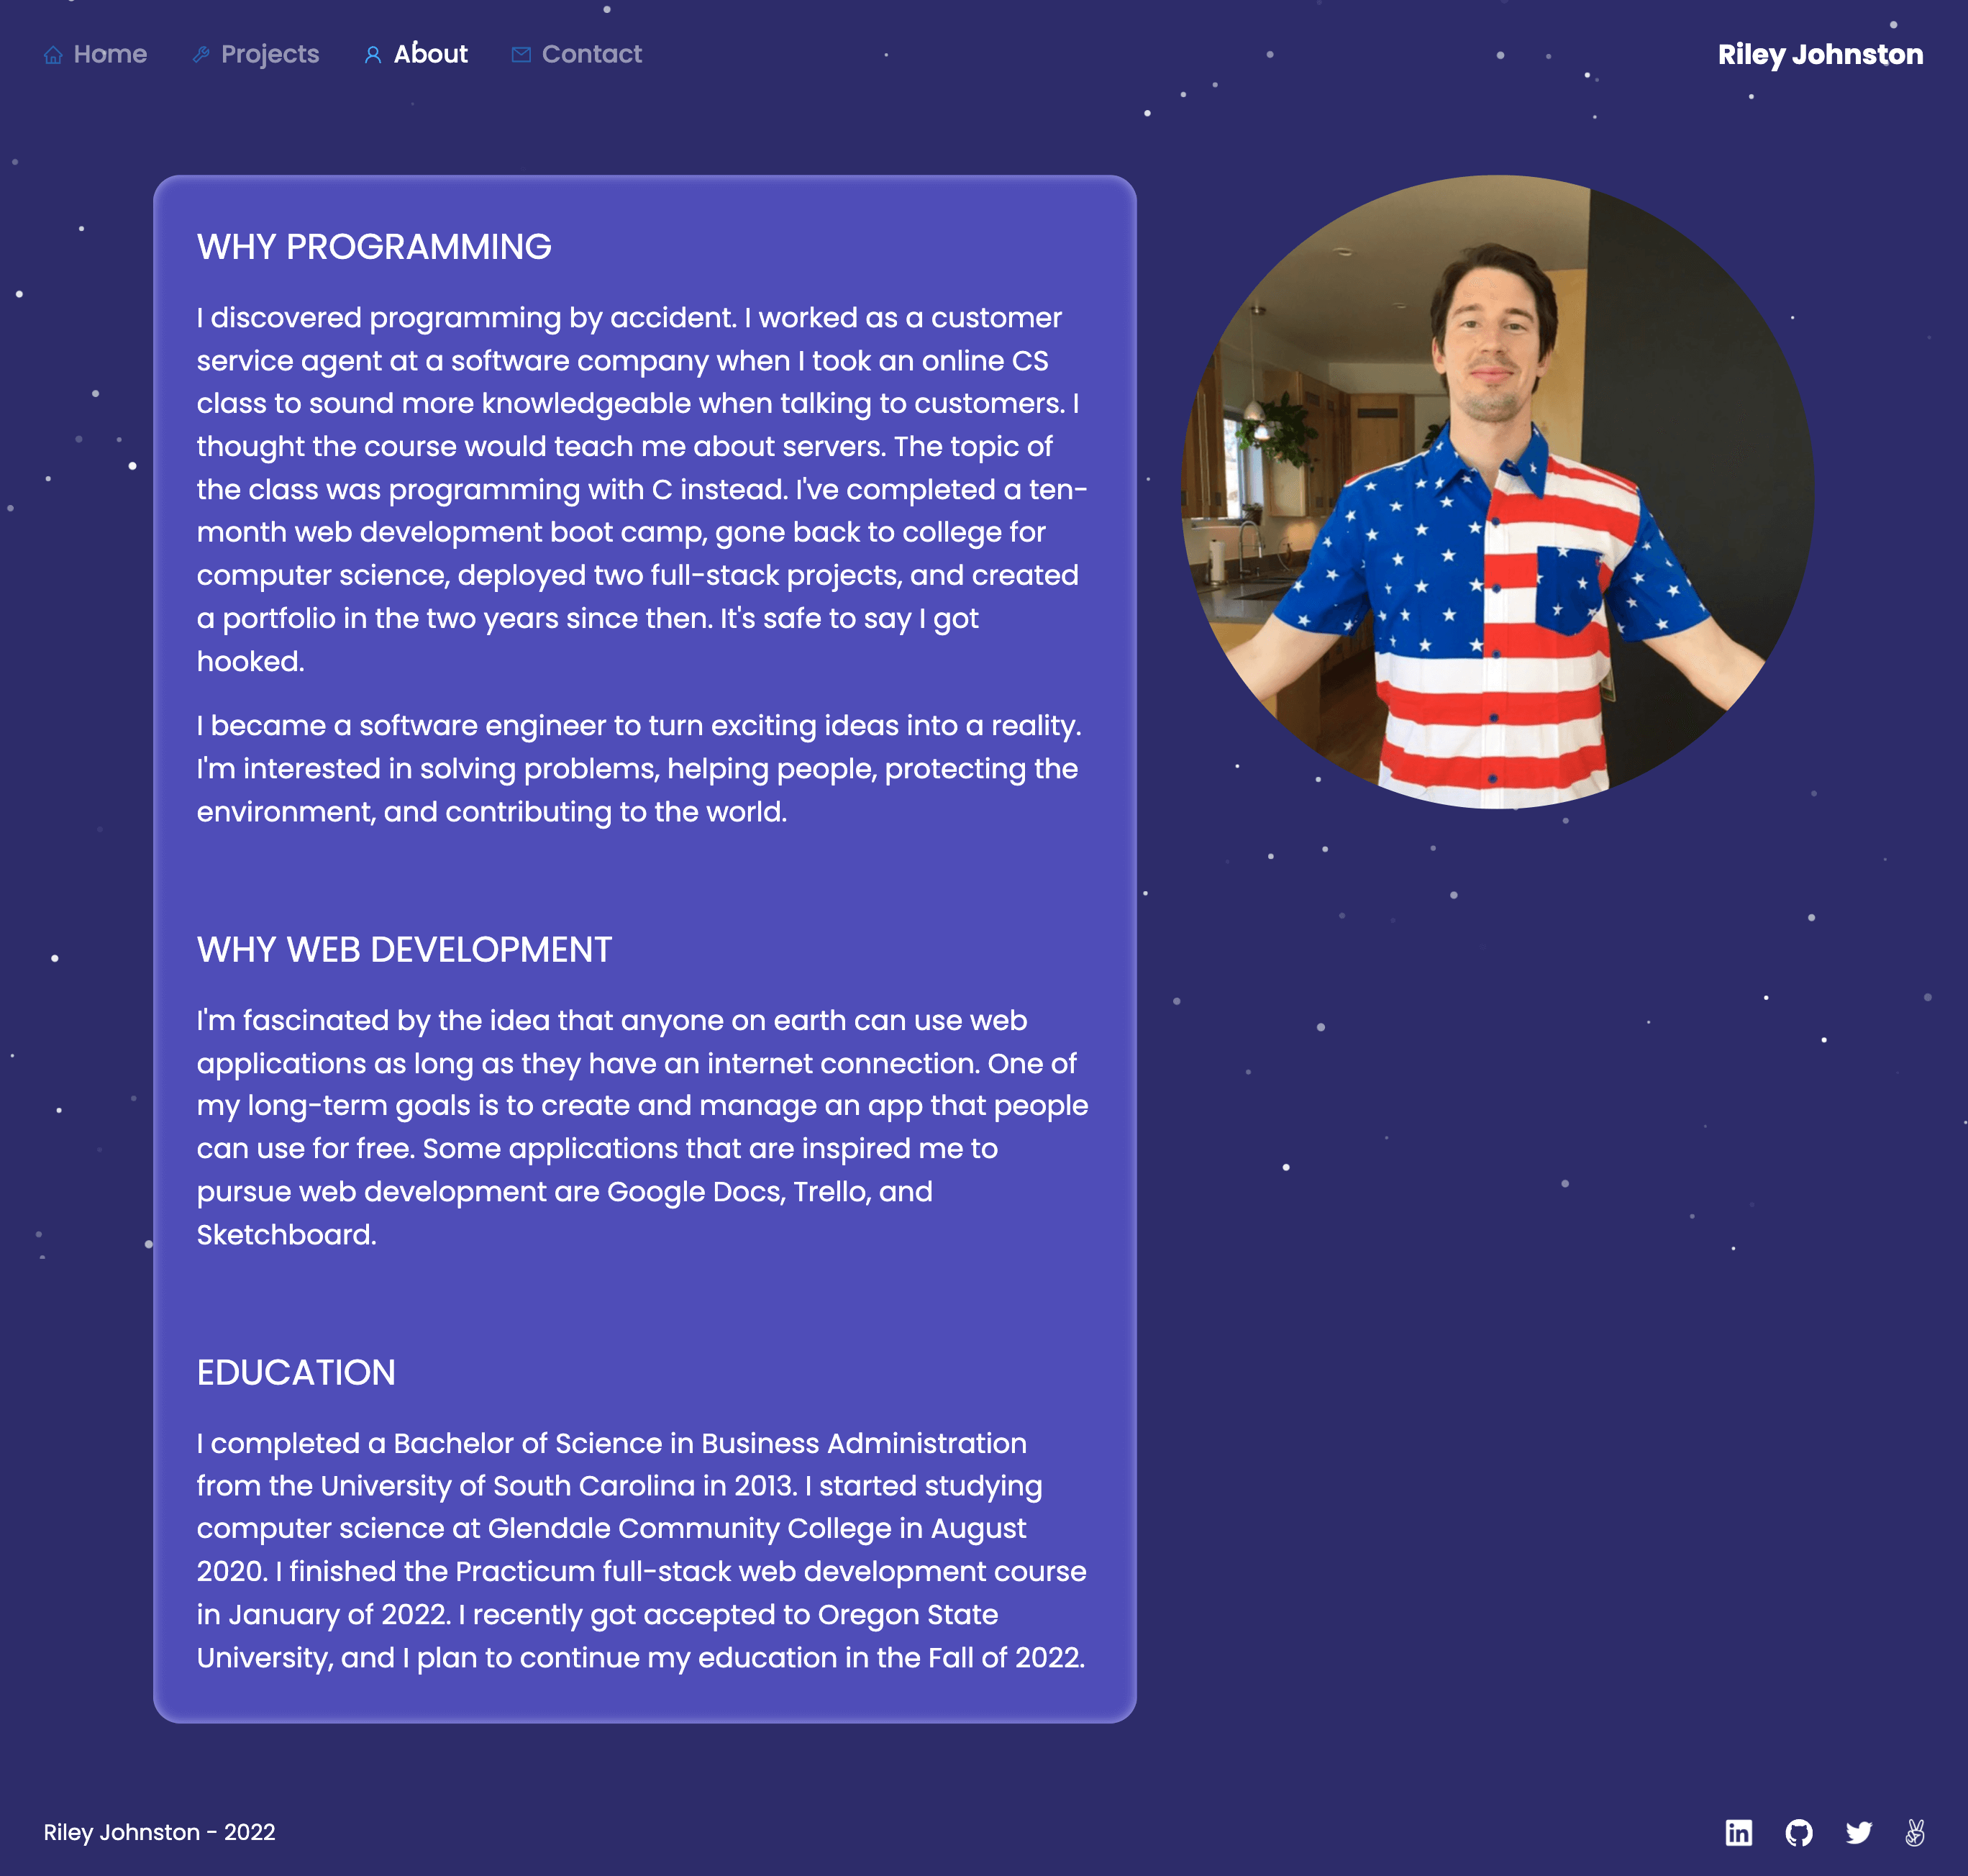 Home Projects About Contact Riley Johnston
WHY PROGRAMMING
I discovered programming by accident. I worked as a customer
service agent at a software company when I took an online CS
class to sound more knowledgeable when talking to customers. I
thought the course would teach me about servers. The topic of
the class was programming with C instead. I've completed a ten-
month web development boot camp, gone back to college for
computer science, deployed two full-stack projects, and created
a portfolio in the two years since then. It's safe to say I got
hooked.
I became a software engineer to turn exciting ideas into a reality.
I'm interested in solving problems, helping people, protecting the
environment, and contributing to the world.
WHY WEB DEVELOPMENT
I'm fascinated by the idea that anyone on earth can use web
applications as long as they have an internet connection. One of
my long-term goals is to create and manage an app that people
can use for free. Some applications that are inspired me to
pursue web development are Google Docs, Trello, and
Sketchboard.
EDUCATION
I completed a Bachelor of Science in Business Administration
from the University of South Carolina in 2013. I started studying
computer science at Glendale Community College in August
2020. I finished the Practicum full-stack web development course
in January of 2022. I recently got accepted to Oregon State
University, and I plan to continue my education in the Fall of 2022.
Riley Johnston - 2022 in